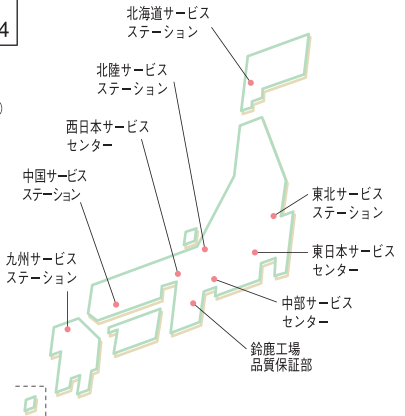 4
北海道サービス
ステーション
北陸サービス
ステーション
)
西日本サービス
センター
中国サービス
ステーション
東北サービス
ステーション
九州サービス
ステーション
東日本サービス
センター
中部サービス
センター
鈴鹿工場
品質保証部